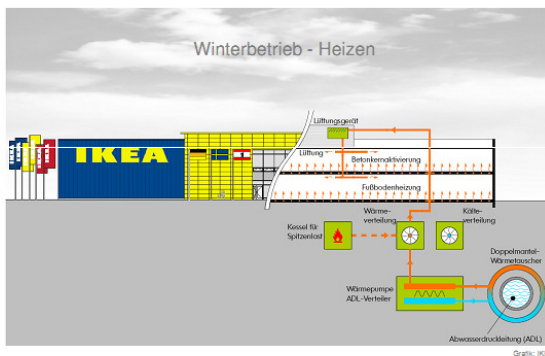 Winterbetrieb - Heizen
Lüftungsgerät
IKEA
Lüftung
Betonkernaktivierung
Fußbodenheizung
Wärme-
verteilung
Kälte-
verteilung
Kessel für
Spitzenlast
Doppelmantel-
Wärmetauscher
Wärmepumpe
ADL-Verteiler
Abwasserdruckleitung (ADL)
Grafik: IK